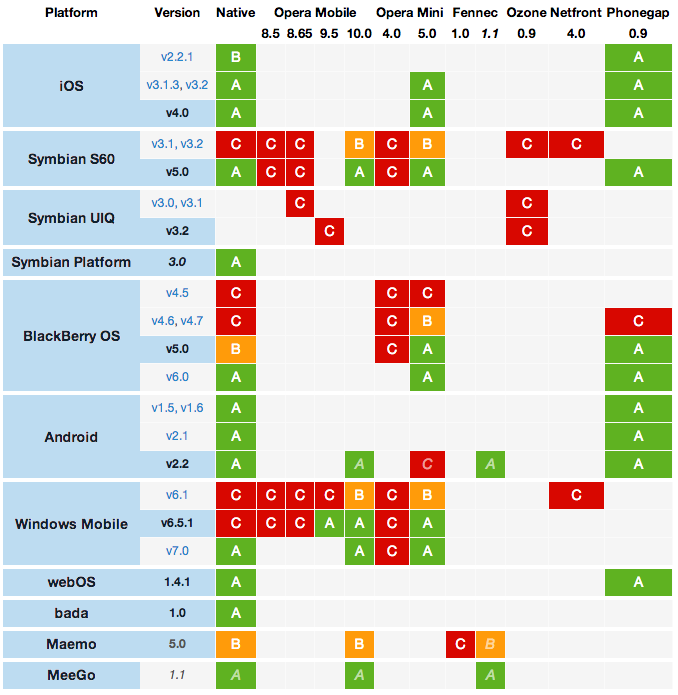 Platform Version Native Opera Mobile Opera Mini Fennec Ozone Netfront Phonegap
8.5 8.65 9.5 10.0 4.0 5.0 1.0 1.1 0.9 4.0 0.9
v2.2.1 B A
iOS v3.1.3, v3.2 A A A
v4.0 A A A
v3.1, v3.2 C C C B C B C C
Symbian S60
v5.0 A C C A C A A
v3.0, v3.1 C C
Symbian UIQ
v3.2 C C
Symbian Platform 3.0 A
v4.5 C C C
v4.6, v4.7 C C B C
BlackBerry OS
v5.0 B C A A
v6.0 A A A
v1.5, v1.6 A A
Android v2.1 A A
v2.2 A A C A A
v6.1 C C C C B C B C
Windows Mobile v6.5.1 C C C A A C A
v7.0 A A C A
webOS 1.4.1 A A
bada 1.0 A
Maemo 5.0 B B C B
MeeGo 1.1 A A A